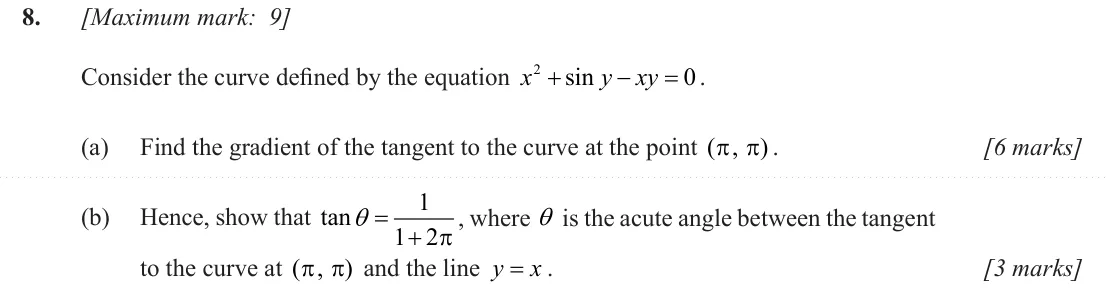 8. [Maximum mark: 9]
Consider the curve defined by the equation x² + sin y − xy = 0 .
(a) Find the gradient of the tangent to the curve at the point (π, π) . [6 marks]
(b) Hence, show that tan θ = 1/(1 + 2π) , where θ is the acute angle between the tangent
to the curve at (π, π) and the line y = x . [3 marks]